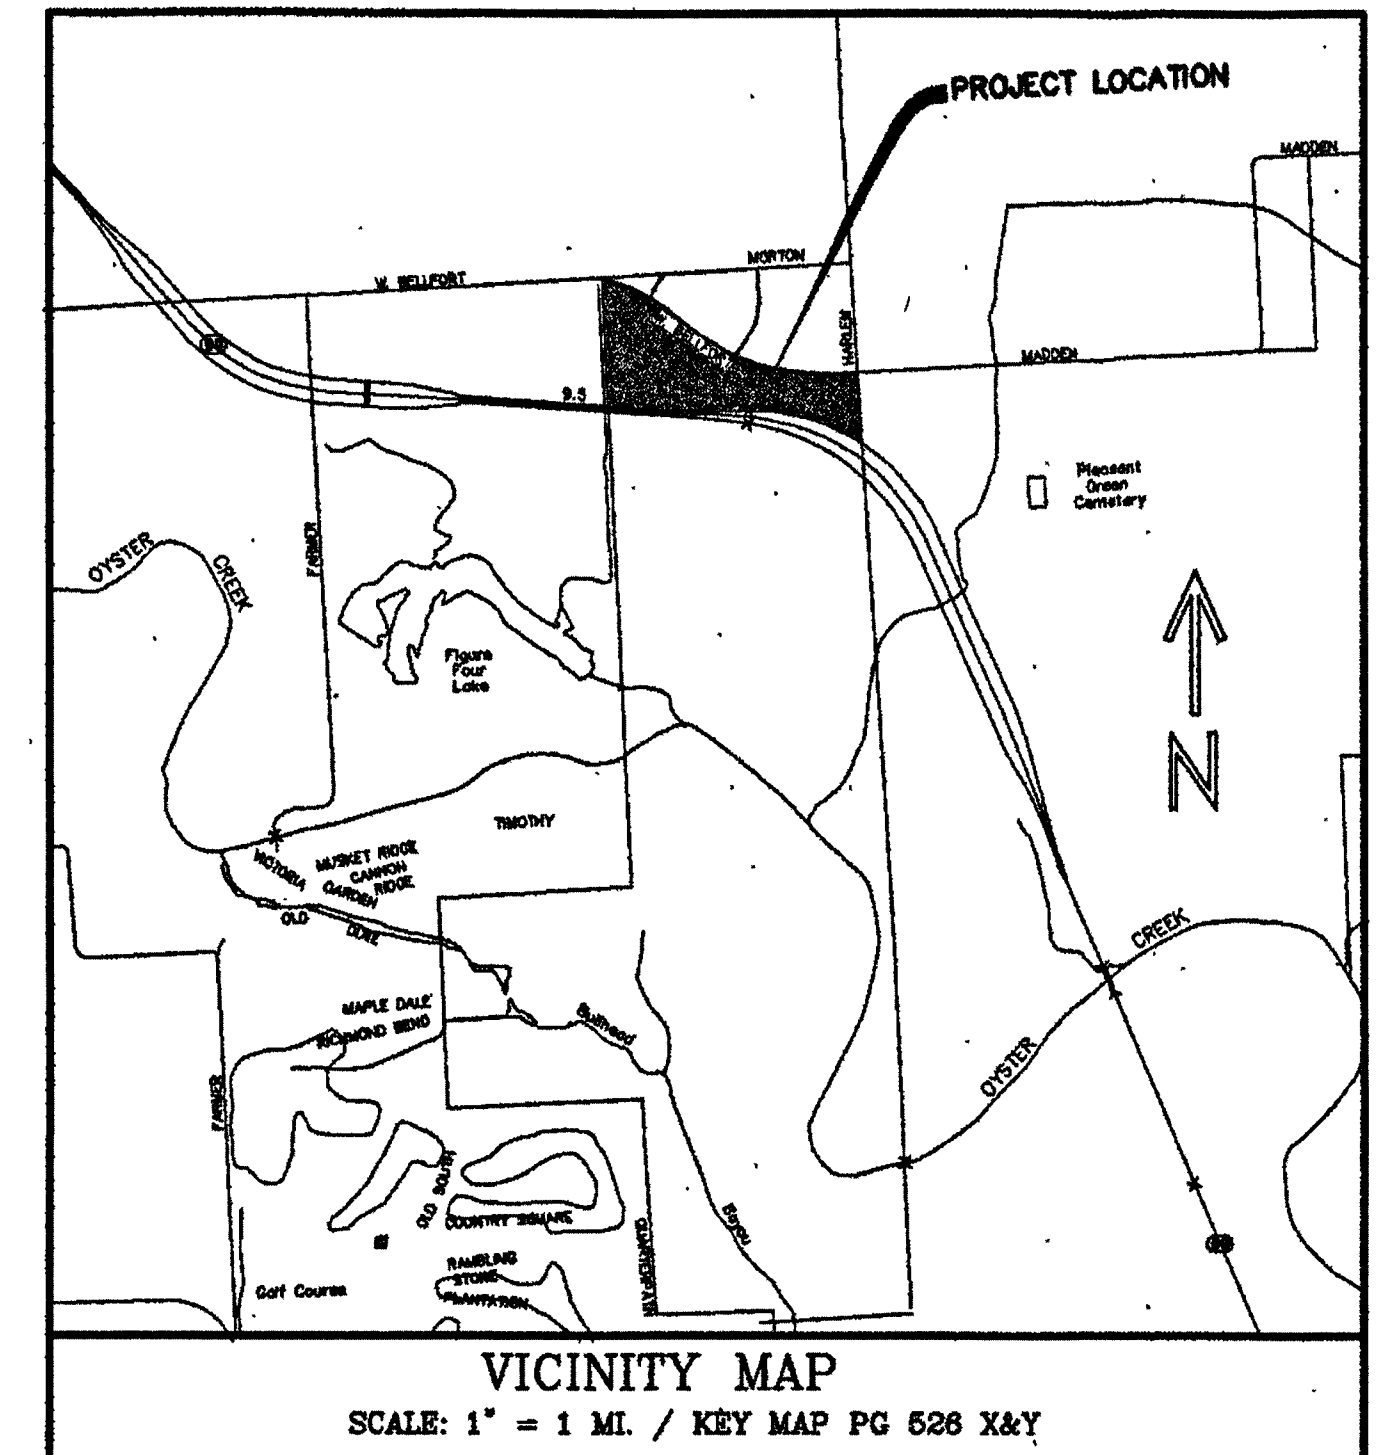 PROJECT LOCATION
MADDEN
MORTON
W. BELLFORT
W. BELLFORT
HARLEM
MADDEN
9.5
Pleasant
Green
Cemetery
OYSTER
CREEK
FARMER
Figure
Four
Lake
N
TIMOTHY
MUSKET RIDGE
CANNON
RIDGE
GARDEN
OLD
DIXIE
CREEK
MAPLE DALE
RICHMOND BEND
Bullhead
OYSTER
FARMER
OLD SOUTH
COUNTRY SQUARE
Bayou
RAMBLING
STONE
PLANTATION
Golf Course
VICINITY MAP
SCALE: 1" = 1 MI. / KEY MAP PG 526 X&Y